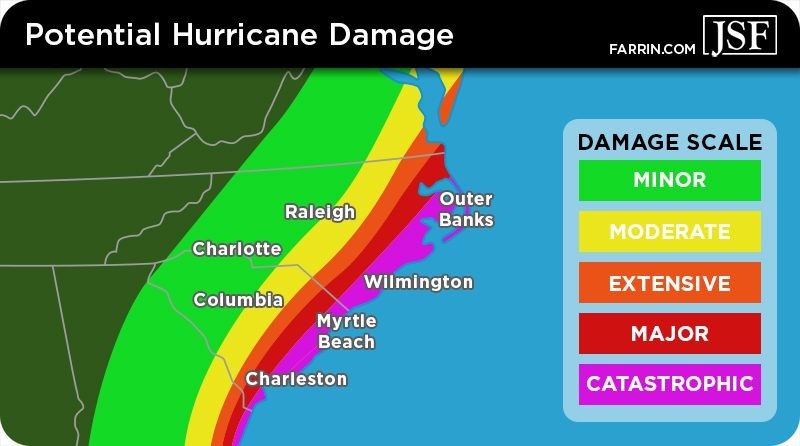 Potential Hurricane Damage
FARRIN.COM
JSF
DAMAGE SCALE
MINOR
MODERATE
EXTENSIVE
MAJOR
CATASTROPHIC
Outer
Banks
Raleigh
Charlotte
Wilmington
Columbia
Myrtle
Beach
Charleston